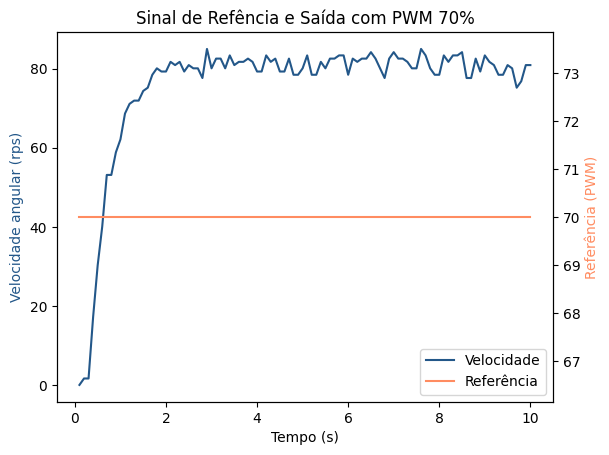 Sinal de Refência e Saída com PWM 70%
Velocidade angular (rps)
80
60
40
20
0
73
72
71
70
69
68
67
Referência (PWM)
Velocidade
Referência
0 2 4 6 8 10
Tempo (s)